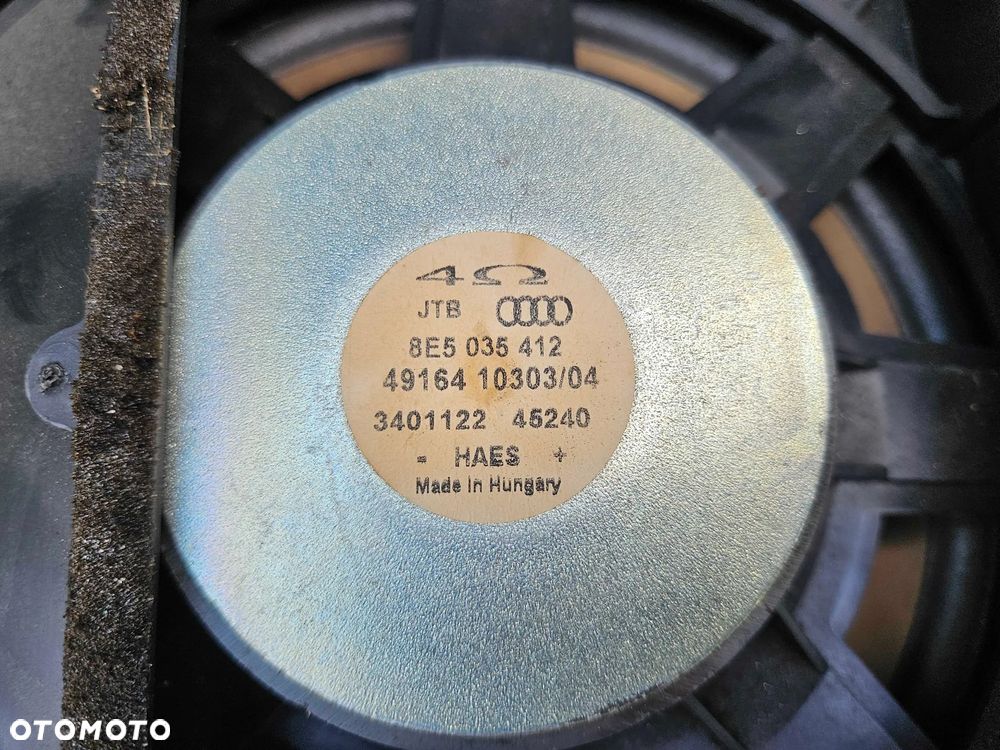 4Ω
JTB
8E5 035 412
49164 10303/04
3401122 45240
- HAES +
Made in Hungary
OTOMOTO